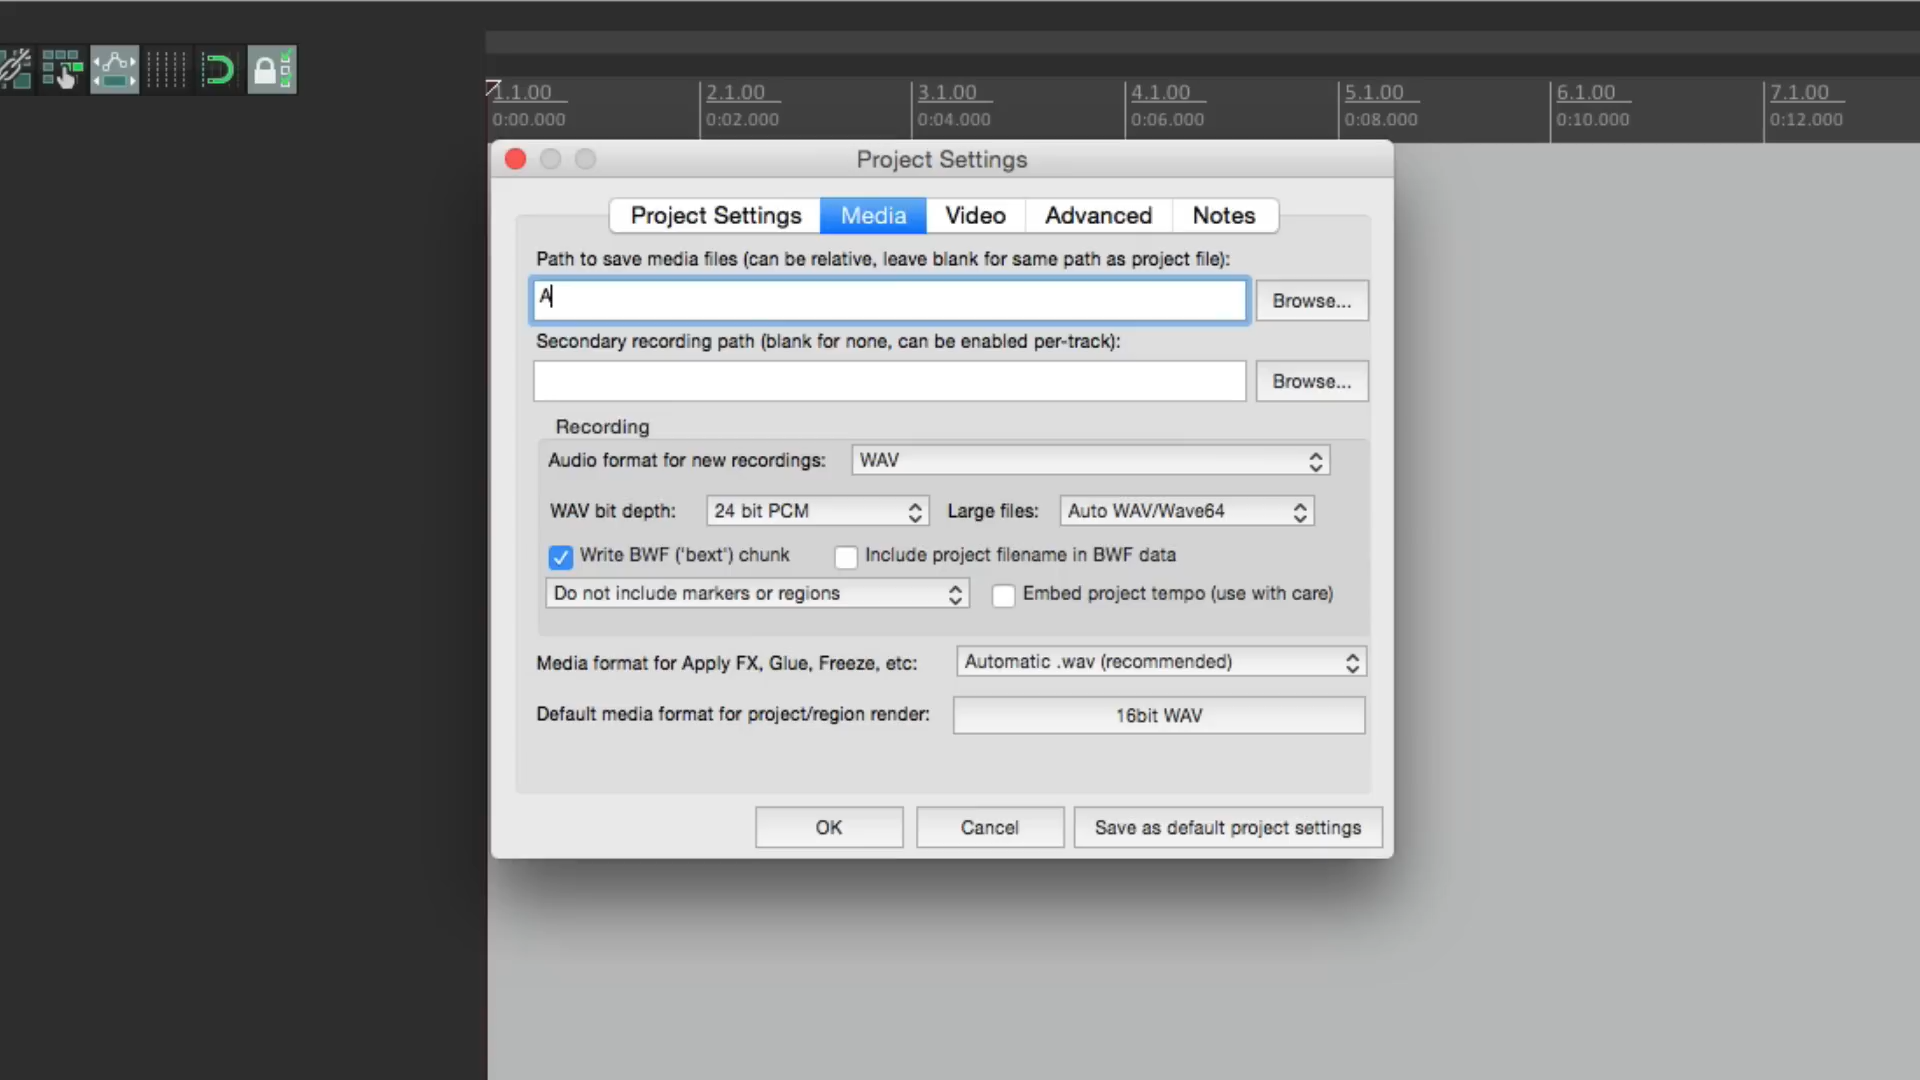 1.1.00 2.1.00 3.1.00 4.1.00 5.1.00 6.1.00 7.1.00
0:00.000 0:02.000 0:04.000 0:06.000 0:08.000 0:10.000 0:12.000
Project Settings
Project Settings Media Video Advanced Notes
Path to save media files (can be relative, leave blank for same path as project file):
A Browse...
Secondary recording path (blank for none, can be enabled per-track):
Browse...
Recording
Audio format for new recordings: WAV
WAV bit depth: 24 bit PCM Large files: Auto WAV/Wave64
Write BWF ('bext') chunk Include project filename in BWF data
Do not include markers or regions Embed project tempo (use with care)
Media format for Apply FX, Glue, Freeze, etc: Automatic .wav (recommended)
Default media format for project/region render: 16bit WAV
OK Cancel Save as default project settings